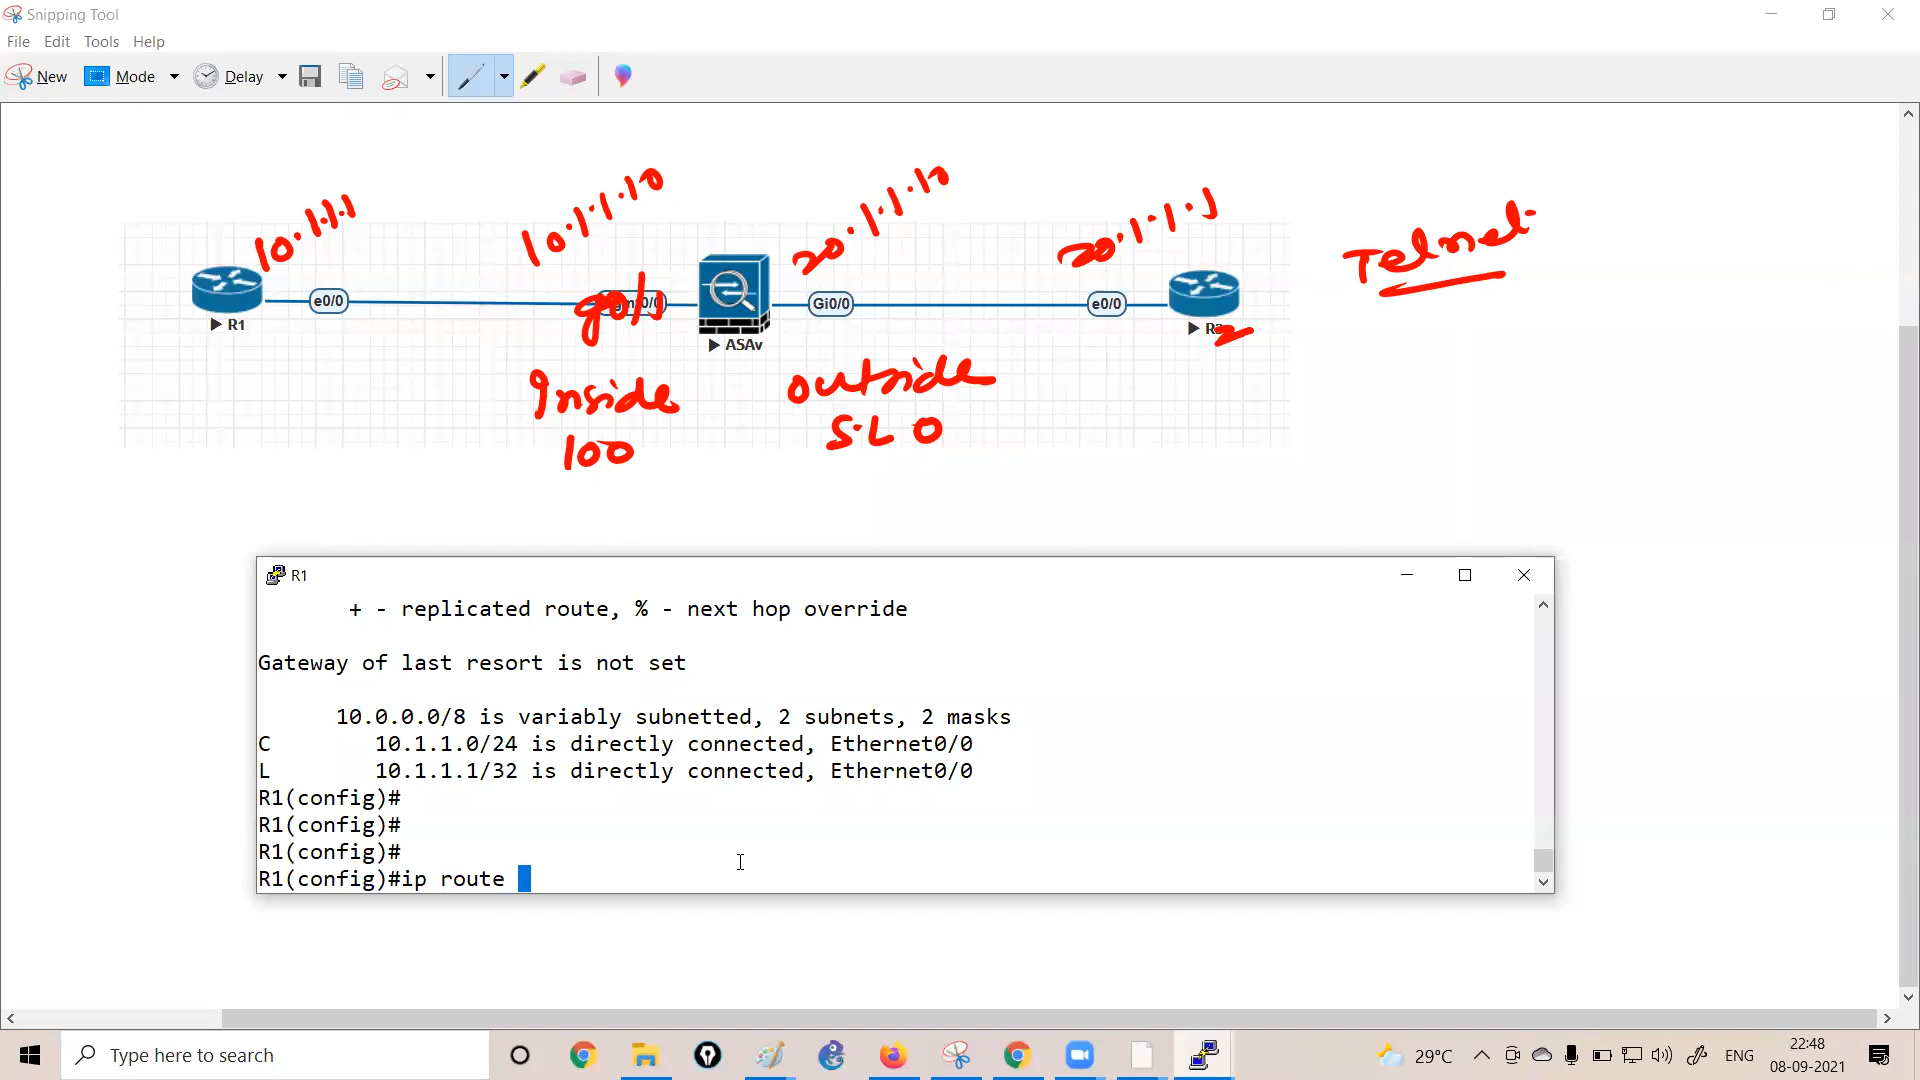 Snipping Tool
File Edit Tools Help
New Mode Delay
10.1.1.1
10.1.1.10
20.1.1.10
20.1.1.1
Telnet
e0/0
g0/1
Gi0/0
e0/0
R1
ASAv
R2
Inside
100
outside
S.L 0
R1
+ - replicated route, % - next hop override
Gateway of last resort is not set
10.0.0.0/8 is variably subnetted, 2 subnets, 2 masks
C 10.1.1.0/24 is directly connected, Ethernet0/0
L 10.1.1.1/32 is directly connected, Ethernet0/0
R1(config)#
R1(config)#
R1(config)#
R1(config)#ip route
Type here to search
29°C
ENG
22:48
08-09-2021